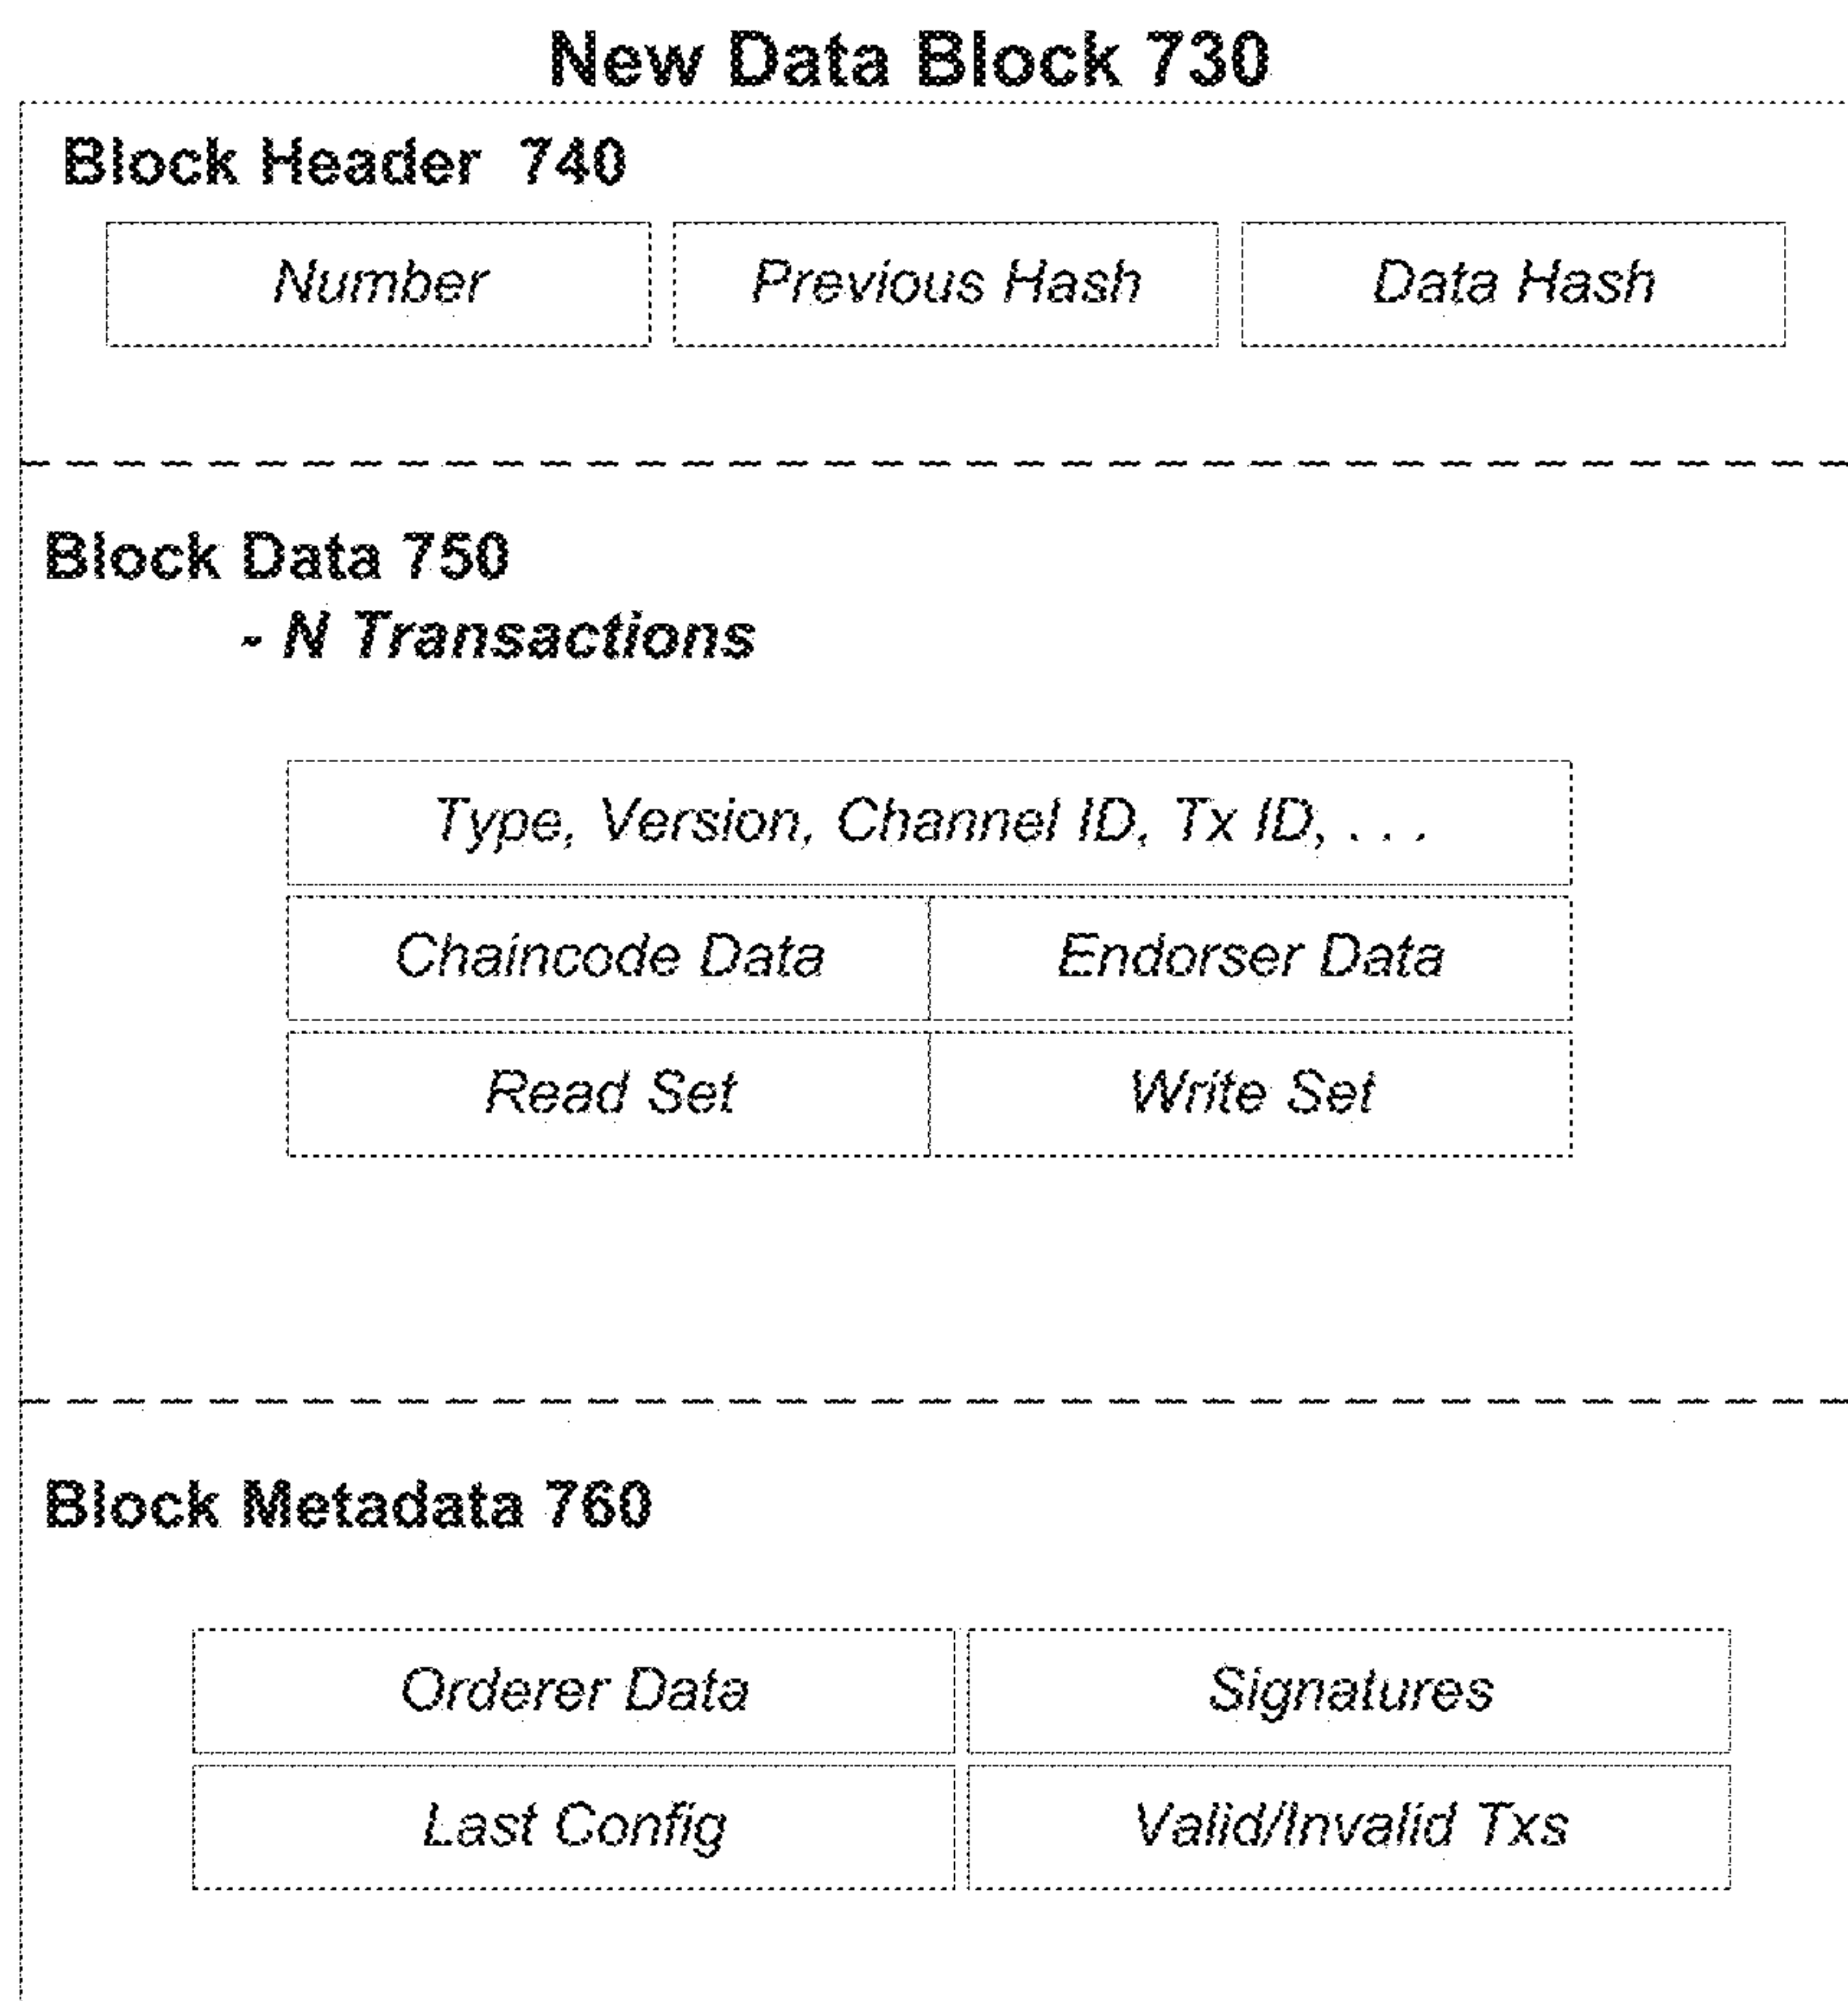 New Data Block 730
Block Header 740
Number Previous Hash Data Hash
Block Data 750
- N Transactions
Type, Version, Channel ID, Tx ID, . . .
Chaincode Data Endorser Data
Read Set Write Set
Block Metadata 760
Orderer Data Signatures
Last Config Valid/Invalid Txs